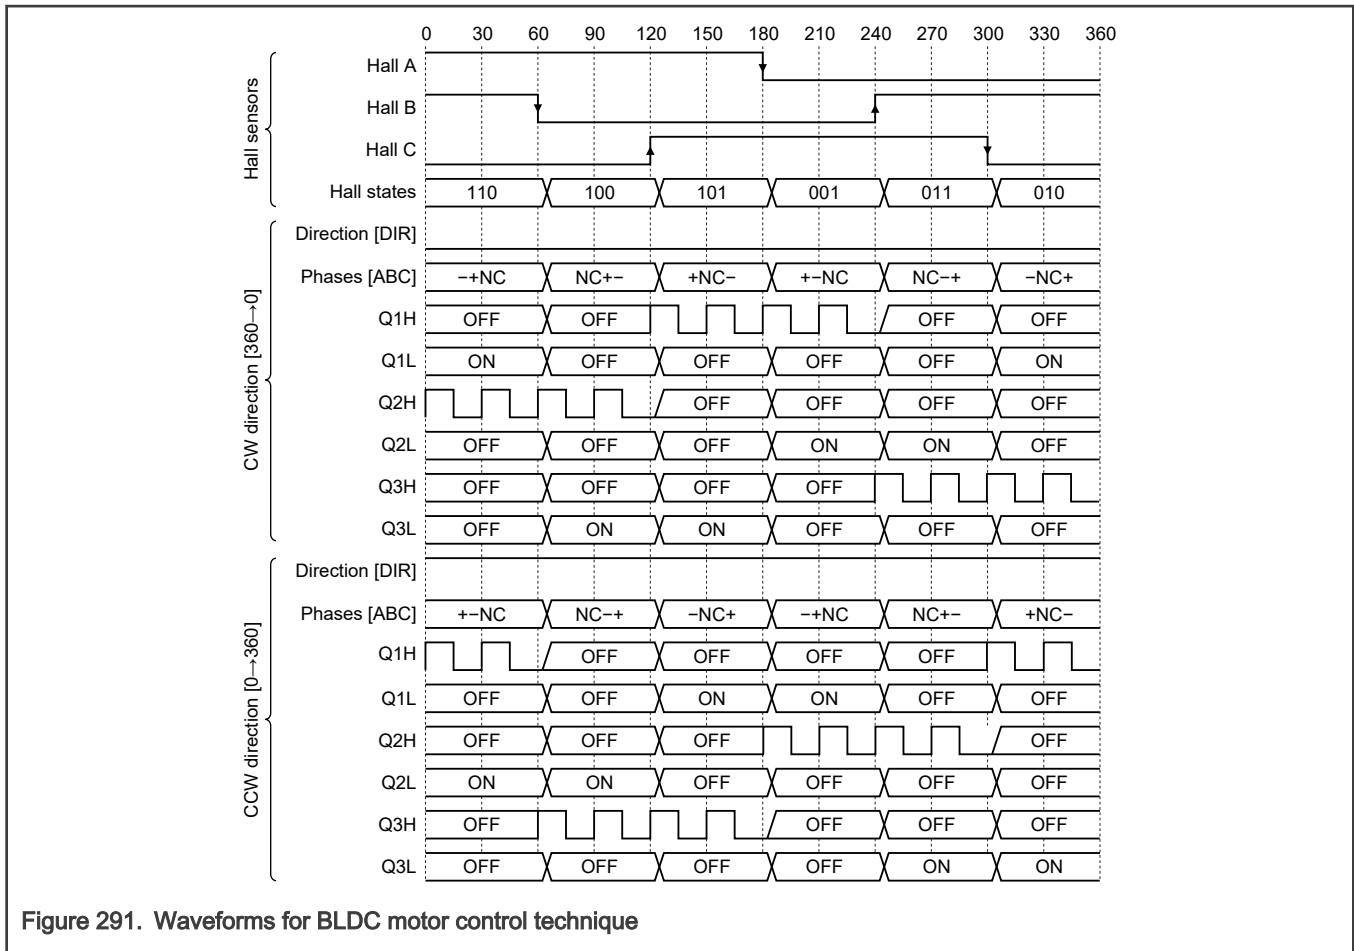 0 30 60 90 120 150 180 210 240 270 300 330 360
Hall sensors
Hall A
Hall B
Hall C
Hall states 110 100 101 001 011 010
CW direction [360→0]
Direction [DIR]
Phases [ABC] −+NC NC+− +NC− +−NC NC−+ −NC+
Q1H OFF OFF OFF OFF
Q1L ON OFF OFF OFF OFF ON
Q2H OFF OFF OFF OFF
Q2L OFF OFF OFF ON ON OFF
Q3H OFF OFF OFF OFF
Q3L OFF ON ON OFF OFF OFF
CCW direction [0→360]
Direction [DIR]
Phases [ABC] +−NC NC−+ −NC+ −+NC NC+− +NC−
Q1H OFF OFF OFF OFF
Q1L OFF OFF ON ON OFF OFF
Q2H OFF OFF OFF OFF
Q2L ON ON OFF OFF OFF OFF
Q3H OFF OFF OFF OFF
Q3L OFF OFF OFF OFF ON ON
Figure 291. Waveforms for BLDC motor control technique